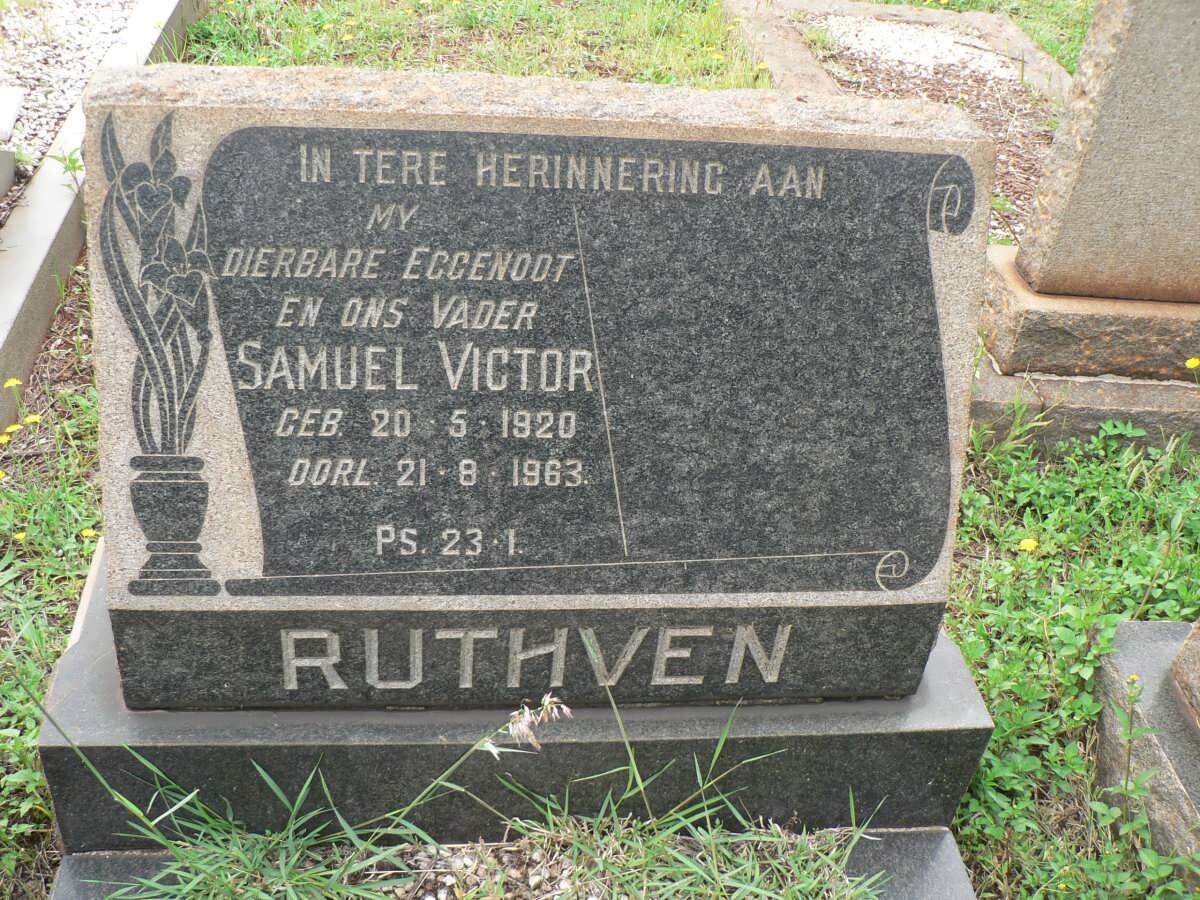 IN TERE HERINNERING AAN
MY
DIERBARE EGGENOOT
EN ONS VADER
SAMUEL VICTOR
GEB. 20·5·1920
OORL. 21·8·1963.
PS. 23·1.
RUTHVEN